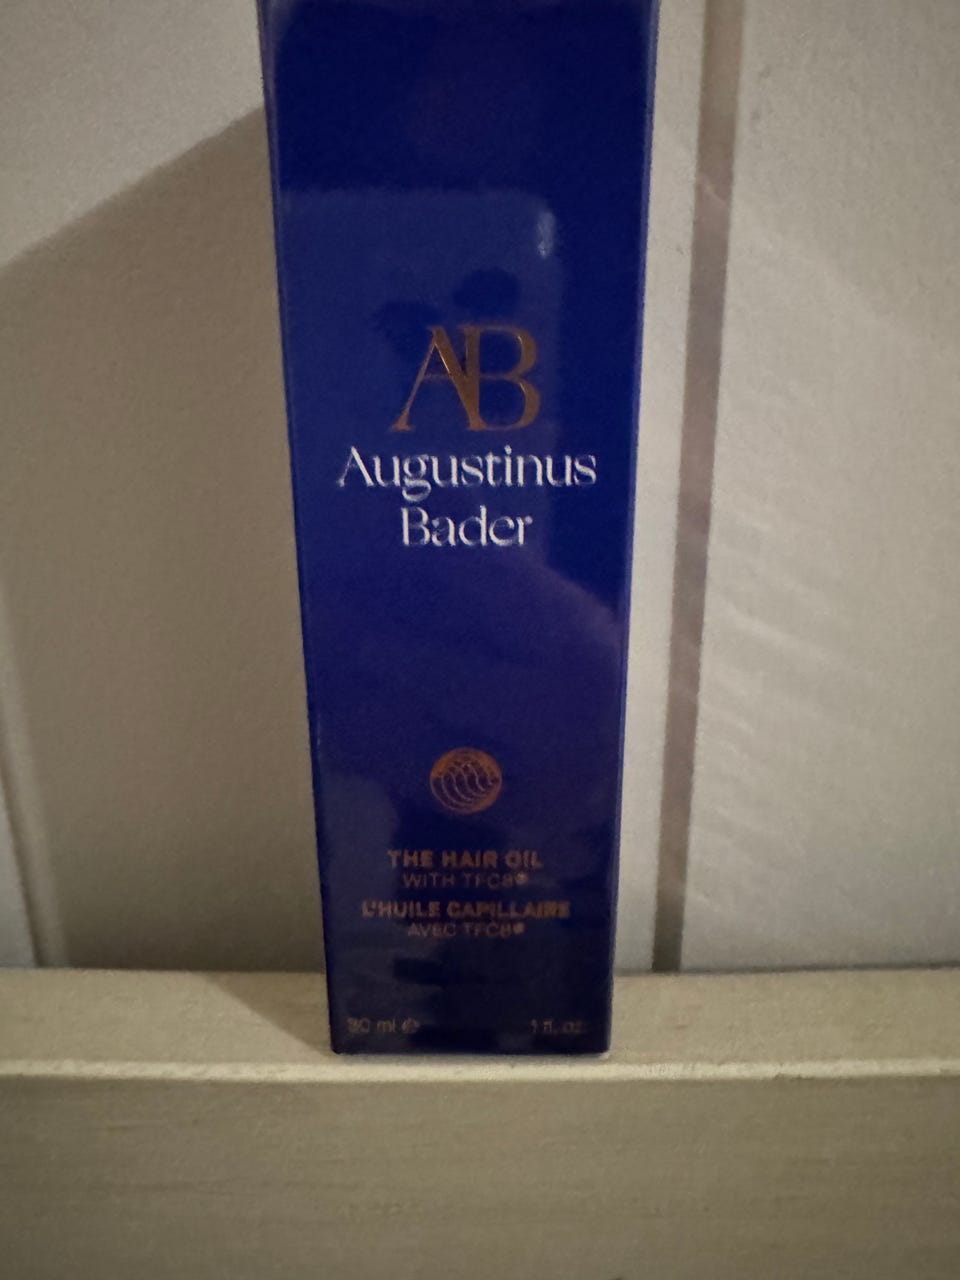 AB
Augustinus
Bader
THE HAIR OIL
WITH TFC8®
L'HUILE CAPILLAIRE
AVEC TFC8®
30 ml ℮
1 fl. oz